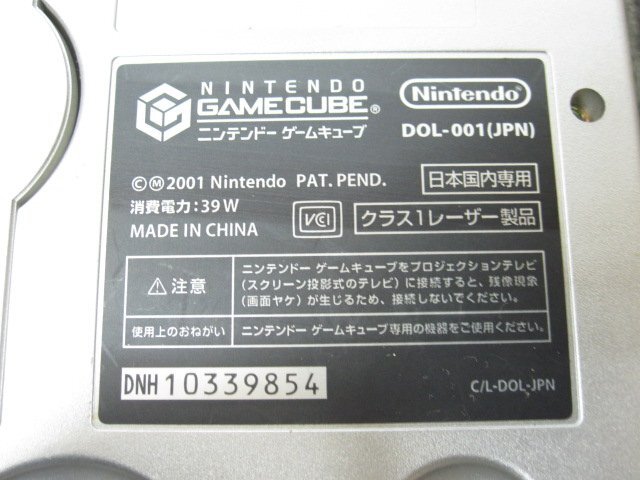 NINTENDO
GAMECUBE®
ニンテンドー ゲームキューブ
Nintendo®
DOL-001(JPN)
©Ⓜ2001 Nintendo PAT. PEND.
日本国内専用
消費電力:39W
MADE IN CHINA
VCI
クラス1レーザー製品
⚠注意
ニンテンドー ゲームキューブをプロジェクションテレビ
(スクリーン投影式のテレビ)に接続すると、残像現象
(画面ヤケ)が生じるため、接続しないでください。
使用上のおねがい
ニンテンドー ゲームキューブ専用の機器をご使用ください。
DNH10339854
C/L-DOL-JPN